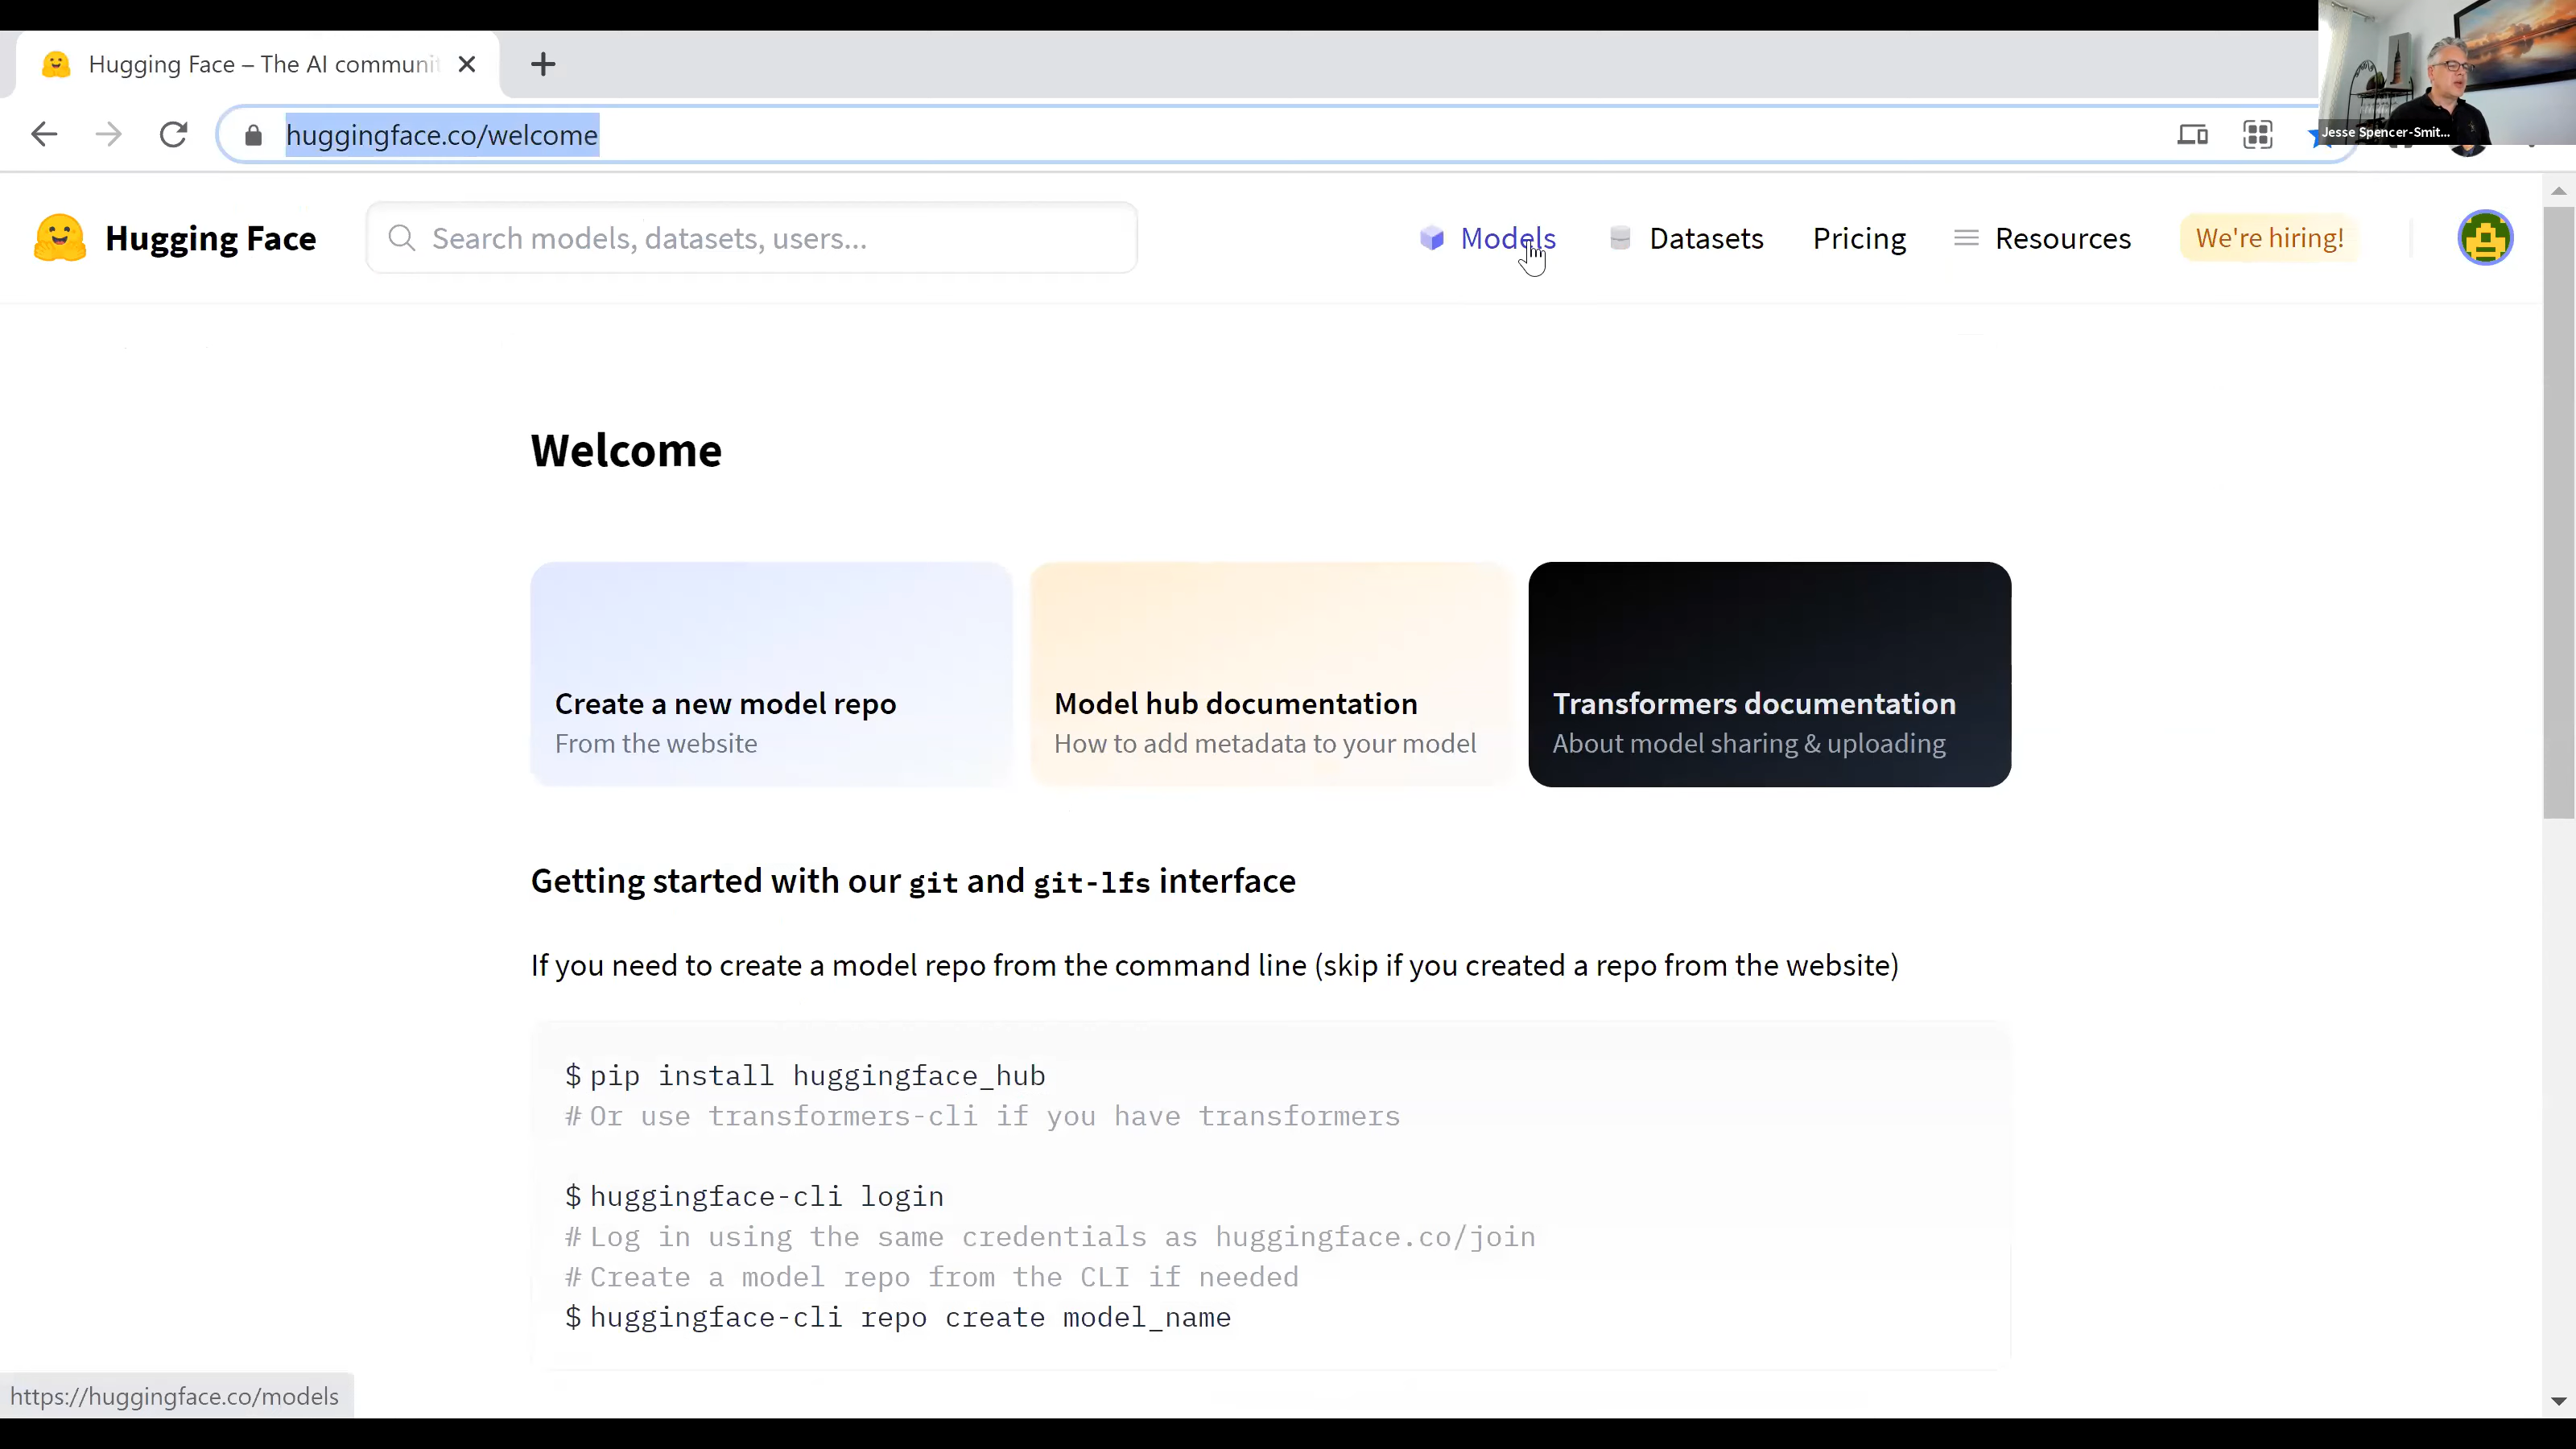 Hugging Face – The AI communit
huggingface.co/welcome
Jesse Spencer-Smit...
Hugging Face
Search models, datasets, users...
Models
Datasets
Pricing
Resources
We're hiring!
Welcome
Create a new model repo
From the website
Model hub documentation
How to add metadata to your model
Transformers documentation
About model sharing & uploading
Getting started with our git and git-lfs interface
If you need to create a model repo from the command line (skip if you created a repo from the website)
$ pip install huggingface_hub
# Or use transformers-cli if you have transformers
$ huggingface-cli login
# Log in using the same credentials as huggingface.co/join
# Create a model repo from the CLI if needed
$ huggingface-cli repo create model_name
https://huggingface.co/models